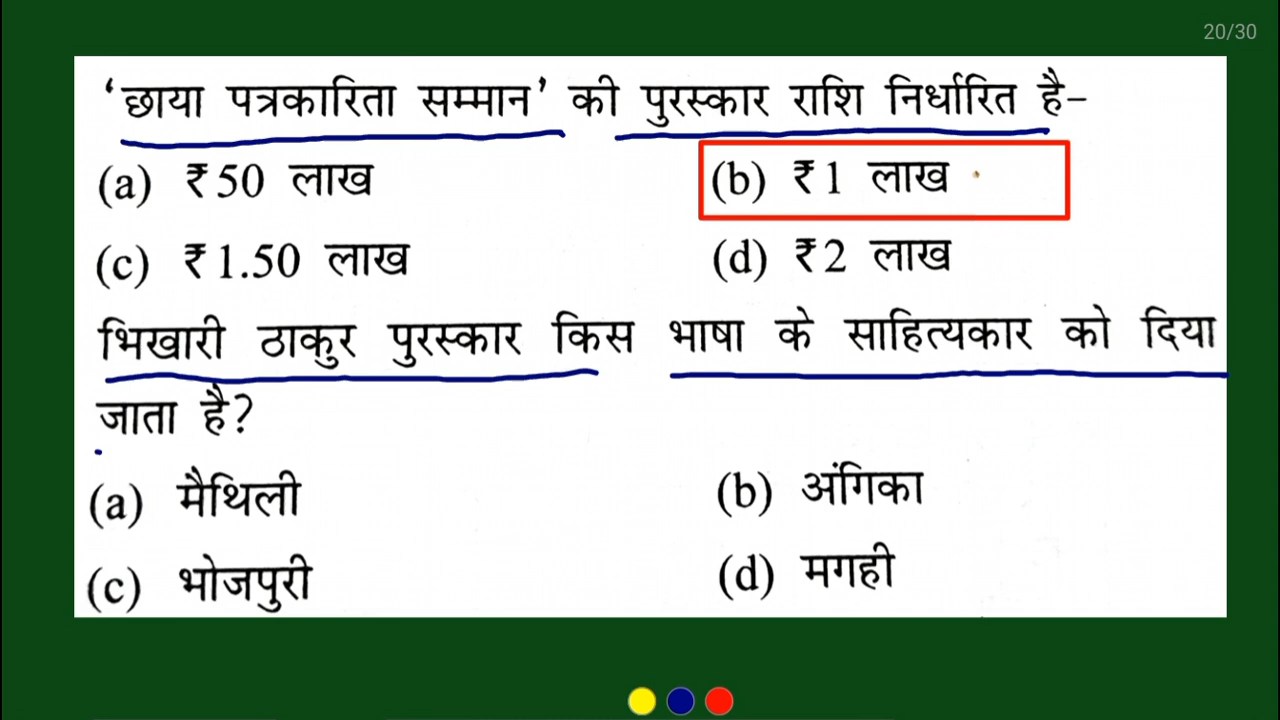 20/30
‘छाया पत्रकारिता सम्मान’ की पुरस्कार राशि निर्धारित है–
(a) ₹50 लाख (b) ₹1 लाख
(c) ₹1.50 लाख (d) ₹2 लाख
भिखारी ठाकुर पुरस्कार किस भाषा के साहित्यकार को दिया
जाता है?
(a) मैथिली (b) अंगिका
(c) भोजपुरी (d) मगही